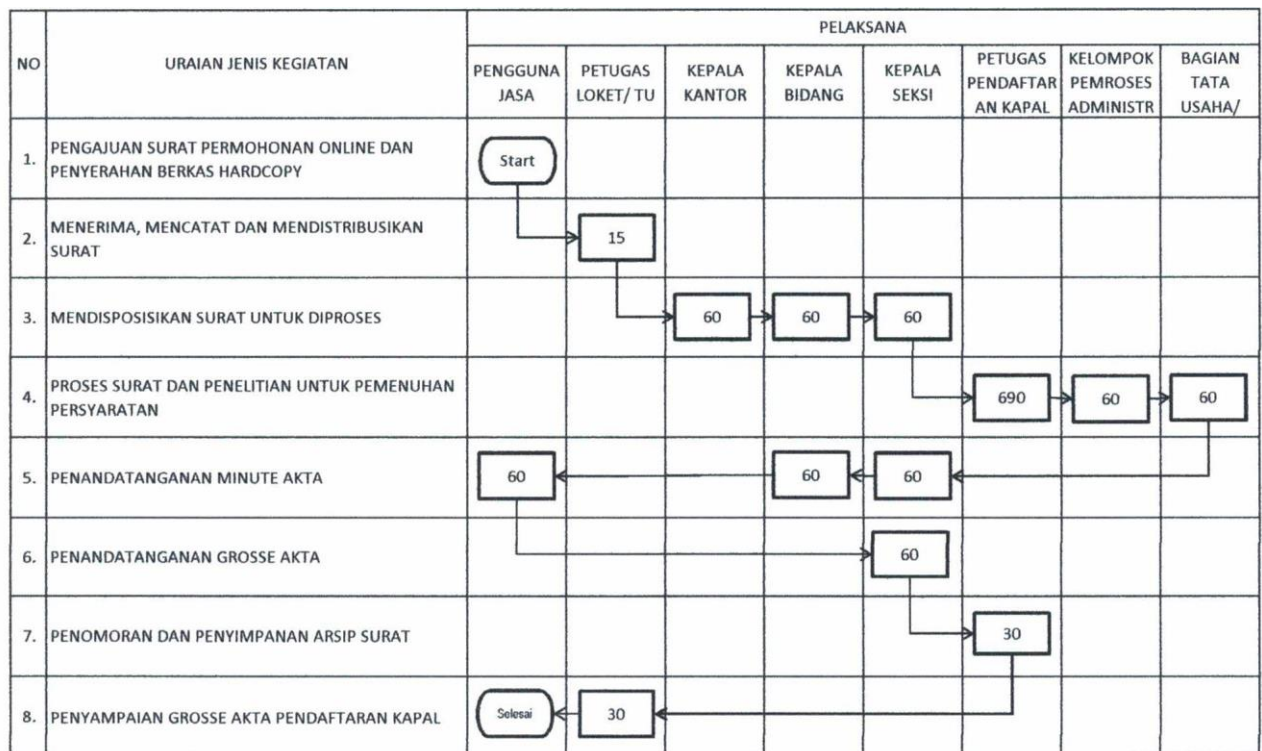 PELAKSANA
NO
URAIAN JENIS KEGIATAN
PENGGUNA
JASA
PETUGAS
LOKET/ TU
KEPALA
KANTOR
KEPALA
BIDANG
KEPALA
SEKSI
PETUGAS
PENDAFTAR
AN KAPAL
KELOMPOK
PEMROSES
ADMINISTR
BAGIAN
TATA
USAHA/
1.
PENGAJUAN SURAT PERMOHONAN ONLINE DAN
PENYERAHAN BERKAS HARDCOPY
Start
2.
MENERIMA, MENCATAT DAN MENDISTRIBUSIKAN
SURAT
15
3.
MENDISPOSISIKAN SURAT UNTUK DIPROSES
60
60
60
4.
PROSES SURAT DAN PENELITIAN UNTUK PEMENUHAN
PERSYARATAN
690
60
60
5.
PENANDATANGANAN MINUTE AKTA
60
60
60
6.
PENANDATANGANAN GROSSE AKTA
60
7.
PENOMORAN DAN PENYIMPANAN ARSIP SURAT
30
8.
PENYAMPAIAN GROSSE AKTA PENDAFTARAN KAPAL
Selesai
30